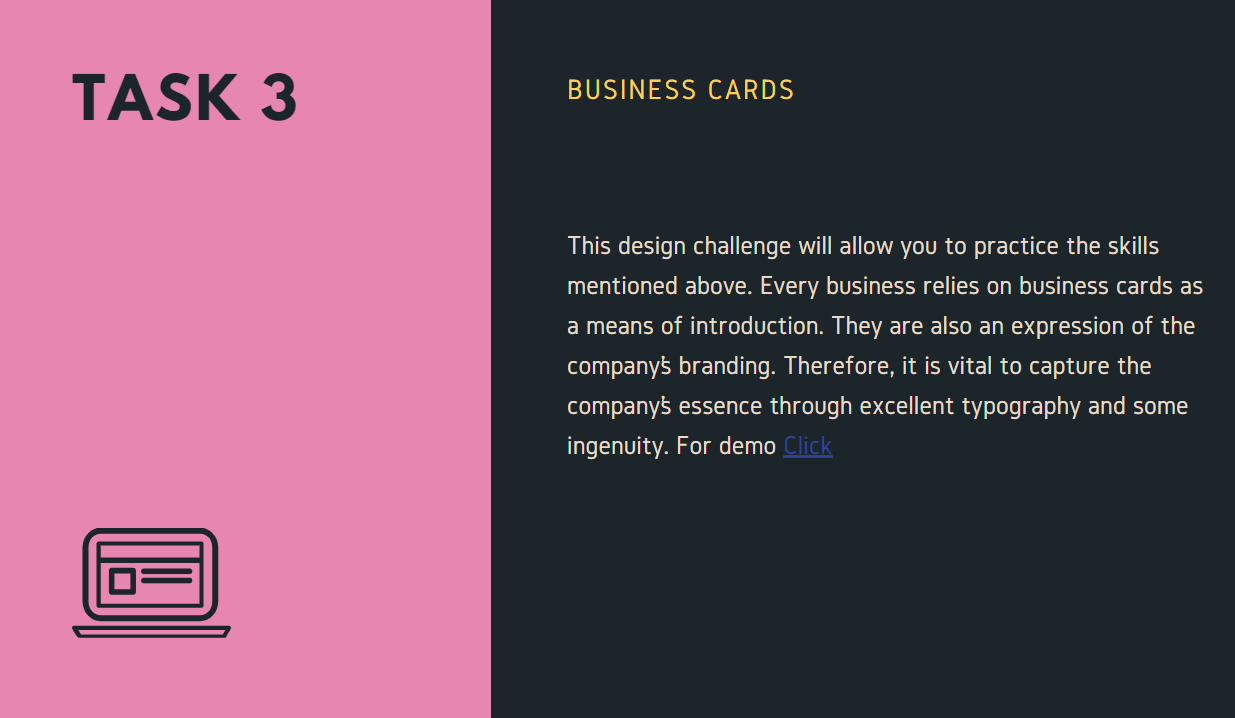 TASK 3
BUSINESS CARDS
This design challenge will allow you to practice the skills
mentioned above. Every business relies on business cards as
a means of introduction. They are also an expression of the
company's branding. Therefore, it is vital to capture the
company's essence through excellent typography and some
ingenuity. For demo Click